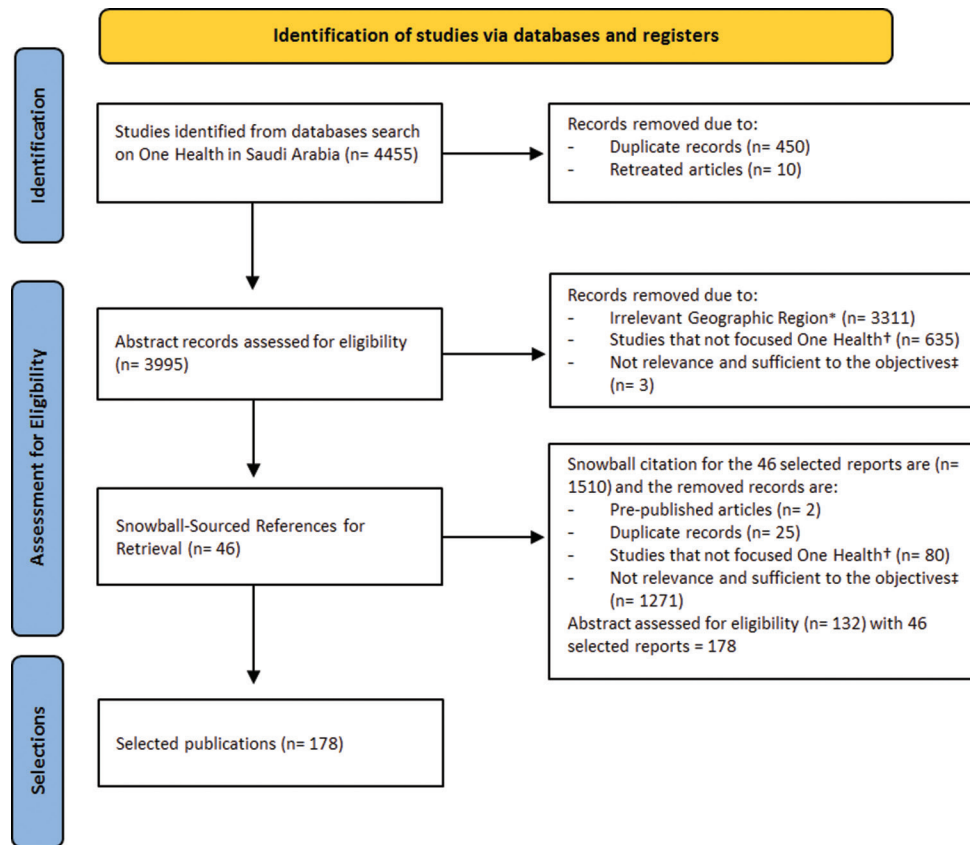 Identification of studies via databases and registers
Identification
Studies identified from databases search
on One Health in Saudi Arabia (n= 4455)
Records removed due to:
- Duplicate records (n= 450)
- Retreated articles (n= 10)
Assessment for Eligibility
Abstract records assessed for eligibility
(n= 3995)
Records removed due to:
- Irrelevant Geographic Region* (n= 3311)
- Studies that not focused One Health† (n= 635)
- Not relevance and sufficient to the objectives‡
(n= 3)
Snowball-Sourced References for
Retrieval (n= 46)
Snowball citation for the 46 selected reports are (n=
1510) and the removed records are:
- Pre-published articles (n= 2)
- Duplicate records (n= 25)
- Studies that not focused One Health† (n= 80)
- Not relevance and sufficient to the objectives‡
(n= 1271)
Abstract assessed for eligibility (n= 132) with 46
selected reports = 178
Selections
Selected publications (n= 178)